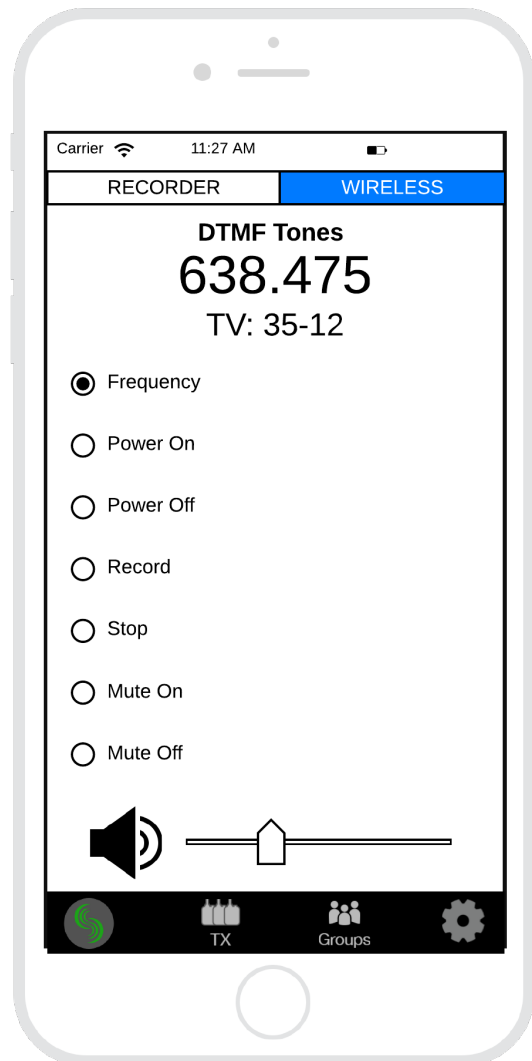 Carrier 11:27 AM
RECORDER WIRELESS
DTMF Tones
638.475
TV: 35-12
Frequency
Power On
Power Off
Record
Stop
Mute On
Mute Off
TX Groups